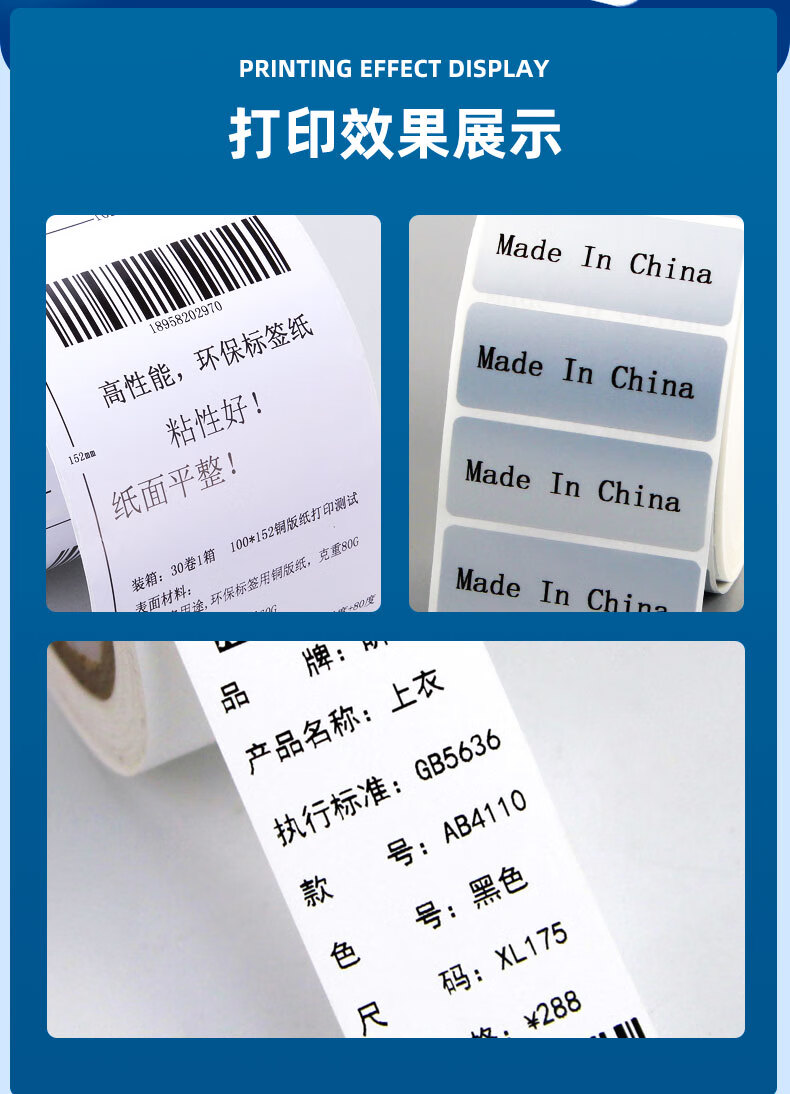 PRINTING EFFECT DISPLAY
打印效果展示
18958202970
高性能，环保标签纸
粘性好！
纸面平整！
152mm
装箱：30卷1箱 100*152铜版纸打印测试
表面材料：
用途，环保标签用铜版纸，克重80G
Made In China
Made In China
Made In China
Made In China
品 牌：
产品名称：上衣
执行标准：GB5636
款 号：AB4110
色 号：黑色
尺 码：XL175
格：¥288